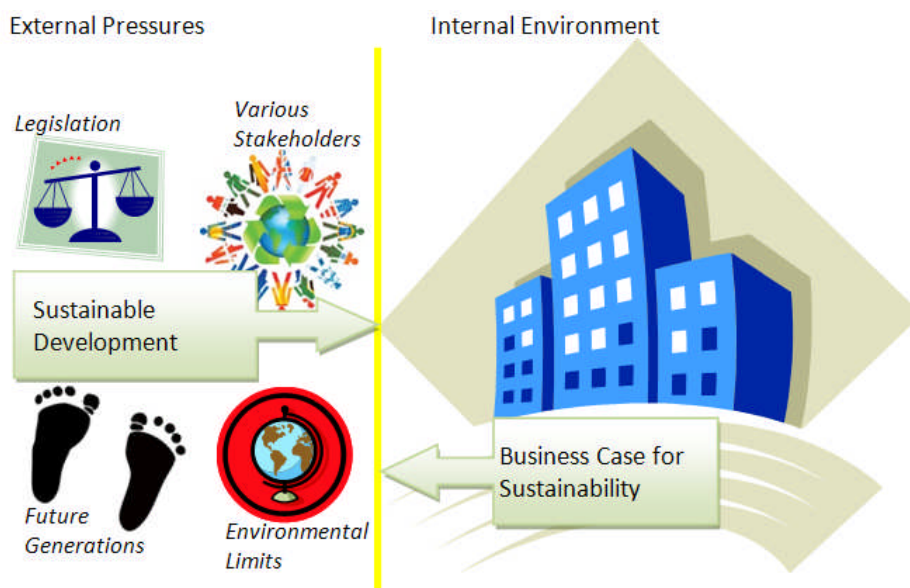 External Pressures
Internal Environment
Legislation
Various
Stakeholders
Sustainable
Development
Business Case for
Sustainability
Future
Generations
Environmental
Limits